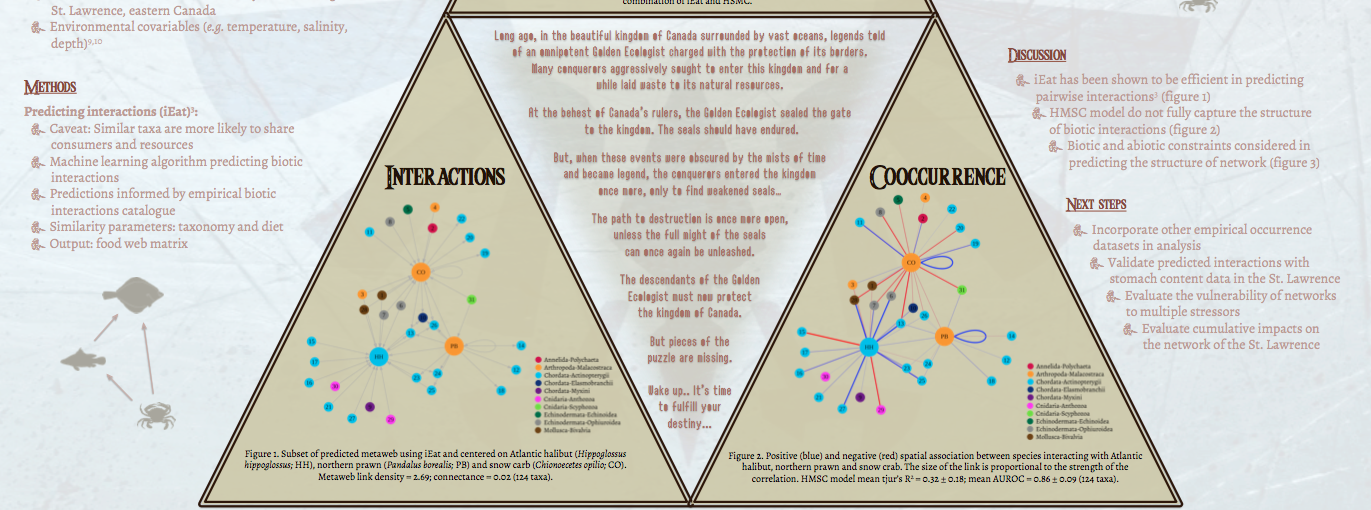 combination of iEat and HSMC.
St. Lawrence, eastern Canada
Environmental covariables (e.g. temperature, salinity,
depth)9,10
Methods
Predicting interactions (iEat)3:
Caveat: Similar taxa are more likely to share
consumers and resources
Machine learning algorithm predicting biotic
interactions
Predictions informed by empirical biotic
interactions catalogue
Similarity parameters: taxonomy and diet
Output: food web matrix
Interactions
CO
HH
PB
Annelida-Polychaeta
Arthropoda-Malacostraca
Chordata-Actinopterygii
Chordata-Elasmobranchii
Chordata-Myxini
Cnidaria-Anthozoa
Cnidaria-Scyphozoa
Echinodermata-Echinoidea
Echinodermata-Ophiuroidea
Mollusca-Bivalvia
Figure 1. Subset of predicted metaweb using iEat and centered on Atlantic halibut (Hippoglossus
hippoglossus; HH), northern prawn (Pandalus borealis; PB) and snow carb (Chionoecetes opilio; CO).
Metaweb link density = 2.69; connectance = 0.02 (124 taxa).
Long ago, in the beautiful kingdom of Canada surrounded by vast oceans, legends told
of an omnipotent Golden Ecologist charged with the protection of its borders.
Many conquerors aggressively sought to enter this kingdom and for a
while laid waste to its natural resources.
At the behest of Canada's rulers, the Golden Ecologist sealed the gate
to the kingdom. The seals should have endured.
But, when these events were obscured by the mists of time
and became legend, the conquerors entered the kingdom
once more, only to find weakened seals...
The path to destruction is once more open,
unless the full might of the seals
can once again be unleashed.
The descendants of the Golden
Ecologist must now protect
the kingdom of Canada.
But pieces of the
puzzle are missing.
Wake up.. It's time
to fulfill your
destiny...
Cooccurrence
CO
HH
PB
Annelida-Polychaeta
Arthropoda-Malacostraca
Chordata-Actinopterygii
Chordata-Elasmobranchii
Chordata-Myxini
Cnidaria-Anthozoa
Cnidaria-Scyphozoa
Echinodermata-Echinoidea
Echinodermata-Ophiuroidea
Mollusca-Bivalvia
Figure 2. Positive (blue) and negative (red) spatial association between species interacting with Atlantic
halibut, northern prawn and snow crab. The size of the link is proportional to the strength of the
correlation. HMSC model mean tjur's R² = 0.32 ± 0.18; mean AUROC = 0.86 ± 0.09 (124 taxa).
Discussion
iEat has been shown to be efficient in predicting
pairwise interactions3 (figure 1)
HMSC model do not fully capture the structure
of biotic interactions (figure 2)
Biotic and abiotic constraints considered in
predicting the structure of network (figure 3)
Next steps
Incorporate other empirical occurrence
datasets in analysis
Validate predicted interactions with
stomach content data in the St. Lawrence
Evaluate the vulnerability of networks
to multiple stressors
Evaluate cumulative impacts on
the network of the St. Lawrence